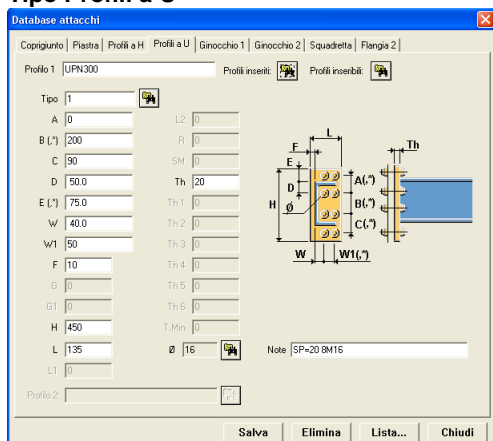 Tipo Profili a U
Database attacchi
Coprigiunto Piastra Profili a H Profili a U Ginocchio 1 Ginocchio 2 Squadretta Flangia 2
Profilo 1 UPN300 Profili inseriti: Profili inseribili:
Tipo 1
A 0 L2 0
B (,") 200 R 0
C 90 SM 0
D 50.0 Th 20
E (,") 75.0 Th 1 0
W 40.0 Th 2 0
W1 50 Th 3 0
F 10 Th 4 0
G 0 Th 5 0
G1 0 Th 6 0
H 450 T Min 0
L 135 Ø 16 Note SP=20 8M16
L1 0
Profilo 2
L Th
F
E
D A(,")
H Ø B(,")
C(,")
W W1(,")
Salva Elimina Lista... Chiudi